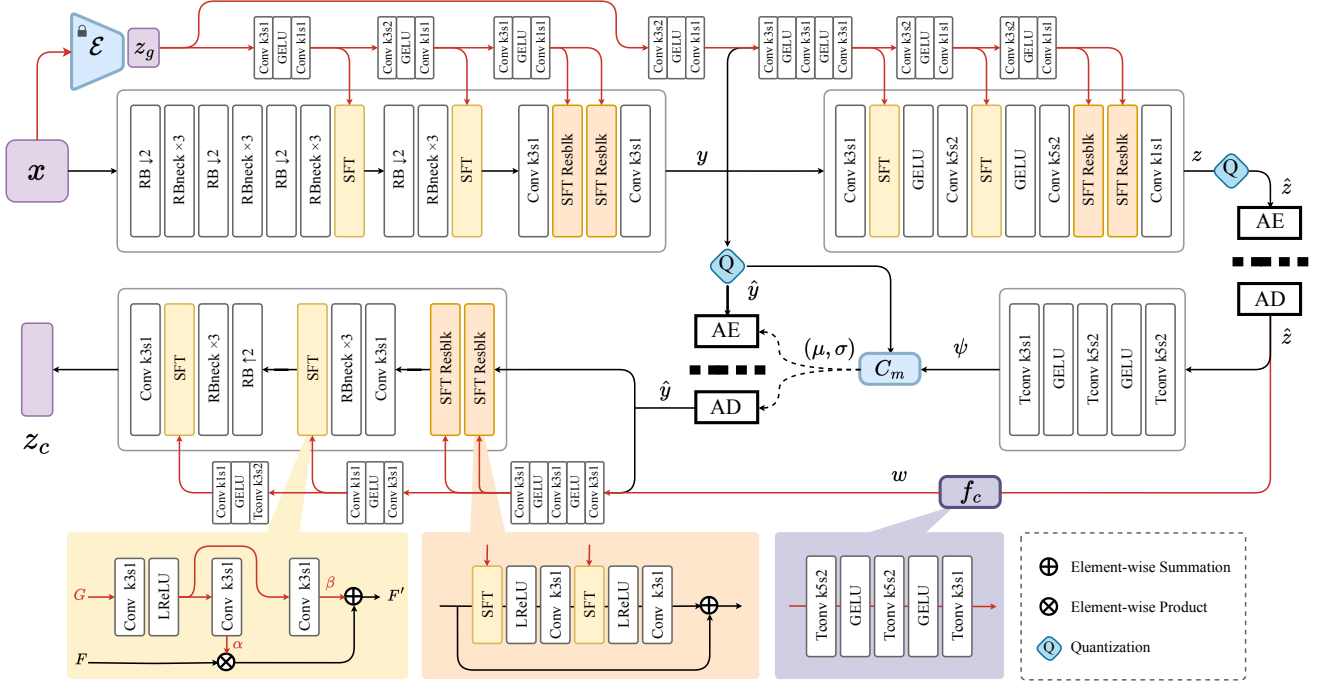 ℰ
z_g
Conv k3s1
GELU
Conv k1s1
Conv k3s2
GELU
Conv k1s1
Conv k3s1
GELU
Conv k1s1
Conv k3s2
GELU
Conv k1s1
Conv k3s1
GELU
Conv k3s1
GELU
Conv k3s1
Conv k3s2
GELU
Conv k1s1
Conv k3s2
GELU
Conv k1s1
x
RB ↓2
RBneck ×3
RB ↓2
RBneck ×3
RB ↓2
RBneck ×3
SFT
RB ↓2
RBneck ×3
SFT
Conv k3s1
SFT Resblk
SFT Resblk
Conv k3s1
y
Conv k3s1
SFT
GELU
Conv k5s2
SFT
GELU
Conv k5s2
SFT Resblk
SFT Resblk
Conv k1s1
z
Q
ẑ
AE
AD
ẑ
Q
ŷ
AE
(μ, σ)
AD
ŷ
C_m
ψ
Tconv k3s1
GELU
Tconv k5s2
GELU
Tconv k5s2
z_c
Conv k3s1
SFT
RBneck ×3
RB ↑2
SFT
RBneck ×3
Conv k3s1
SFT Resblk
SFT Resblk
Conv k1s1
GELU
Tconv k3s2
Conv k1s1
GELU
Conv k3s1
Conv k3s1
GELU
Conv k3s1
GELU
Conv k3s1
w
f_c
G
Conv k3s1
LReLU
Conv k3s1
Conv k3s1
β
F′
α
F
SFT
LReLU
Conv k3s1
SFT
LReLU
Conv k3s1
Tconv k5s2
GELU
Tconv k5s2
GELU
Tconv k3s1
Element-wise Summation
Element-wise Product
Q
Quantization